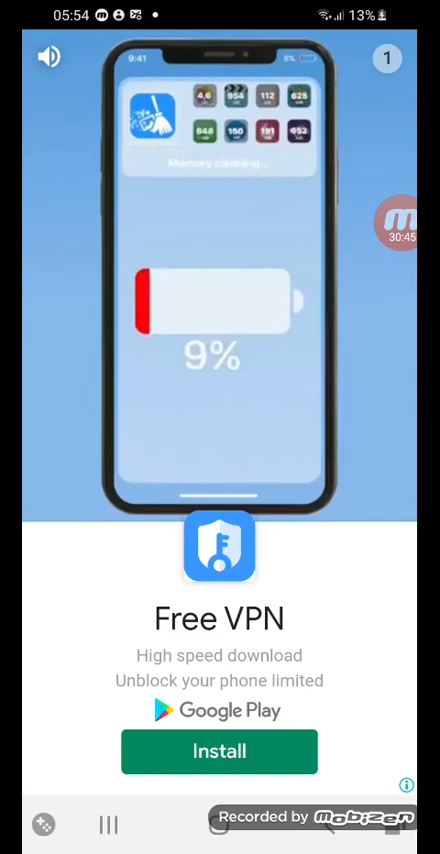 05:54
13%
1
9:41
8%
4,6
954
112
625
848
150
191
652
Memory cleaning...
30:45
9%
Free VPN
High speed download
Unblock your phone limited
Google Play
Install
Recorded by mobizen